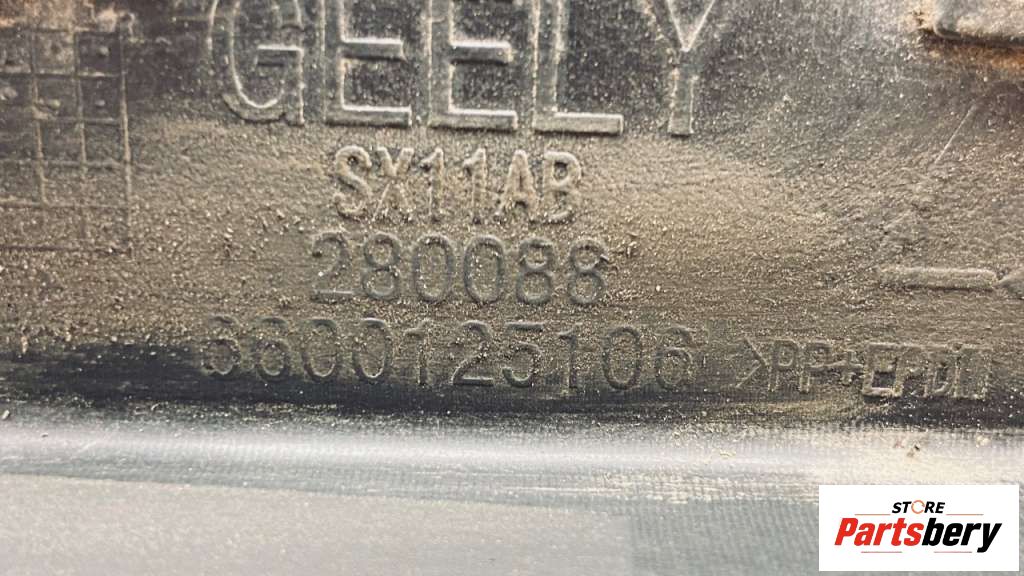 GEELY
SX11AB
280088
6600125106 >PP+EPDM
STORE
Partsbery